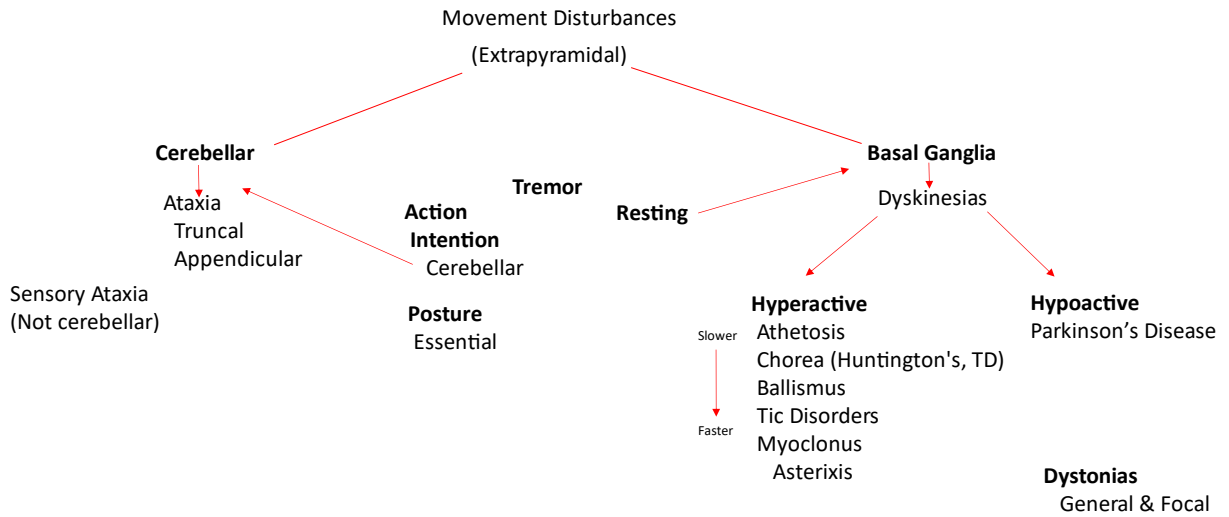 Movement Disturbances
(Extrapyramidal)
Cerebellar
Ataxia
Truncal
Appendicular
Sensory Ataxia
(Not cerebellar)
Tremor
Action
Intention
Cerebellar
Posture
Essential
Resting
Basal Ganglia
Dyskinesias
Hyperactive
Slower
Athetosis
Chorea (Huntington's, TD)
Ballismus
Tic Disorders
Faster
Myoclonus
Asterixis
Hypoactive
Parkinson’s Disease
Dystonias
General & Focal